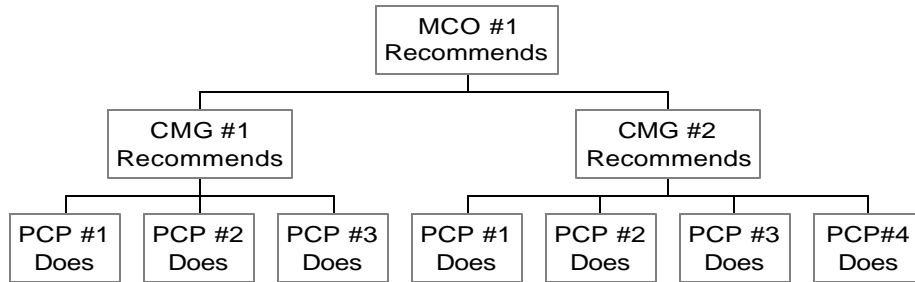 MCO #1
Recommends
CMG #1
Recommends
CMG #2
Recommends
PCP #1
Does
PCP #2
Does
PCP #3
Does
PCP #1
Does
PCP #2
Does
PCP #3
Does
PCP#4
Does